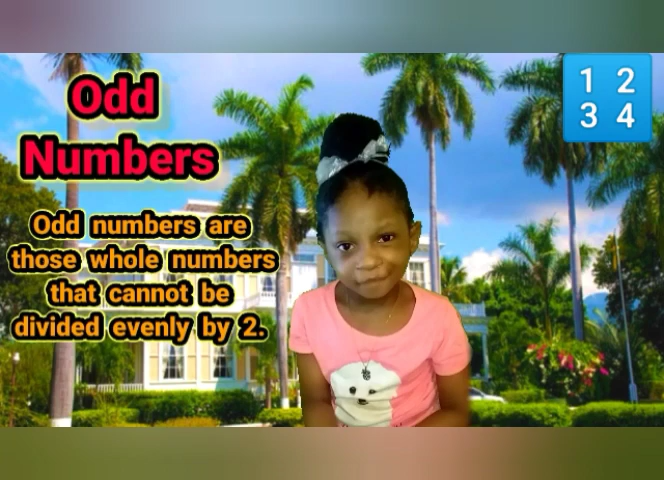 Odd
Numbers
Odd numbers are
those whole numbers
that cannot be
divided evenly by 2.
1 2
3 4